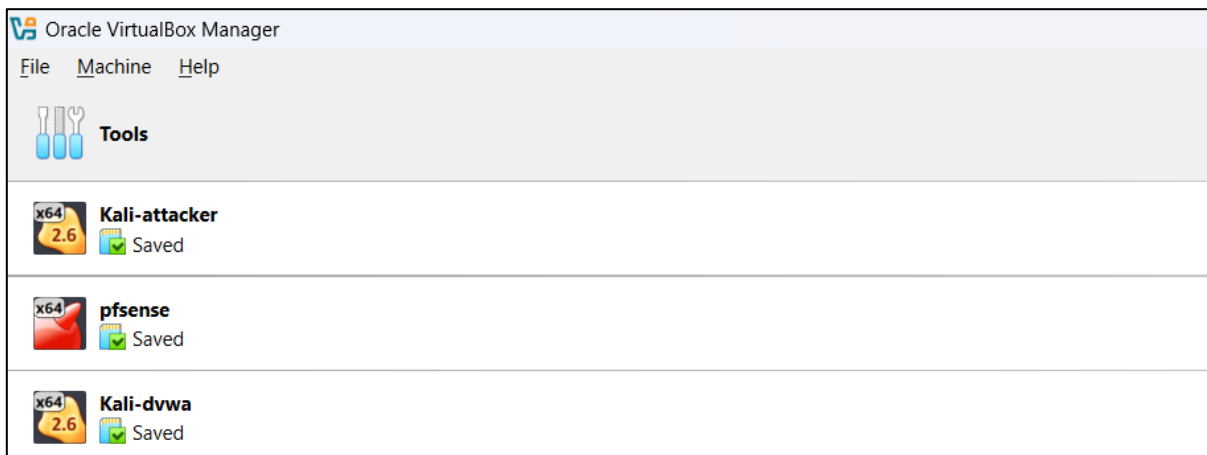 Oracle VirtualBox Manager
File Machine Help
Tools
x64
2.6
Kali-attacker
Saved
x64
pfsense
Saved
x64
2.6
Kali-dvwa
Saved